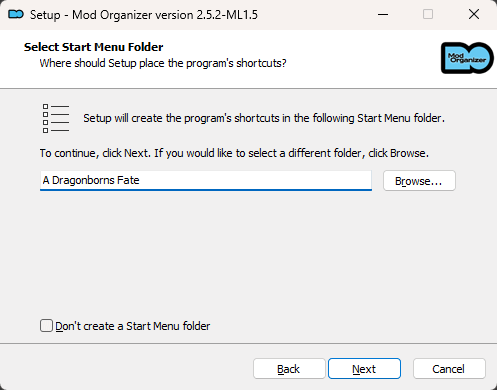 Setup - Mod Organizer version 2.5.2-ML1.5
Select Start Menu Folder
Where should Setup place the program's shortcuts?
Mod
Organizer
Setup will create the program's shortcuts in the following Start Menu folder.
To continue, click Next. If you would like to select a different folder, click Browse.
A Dragonborns Fate
Browse...
Don't create a Start Menu folder
Back
Next
Cancel